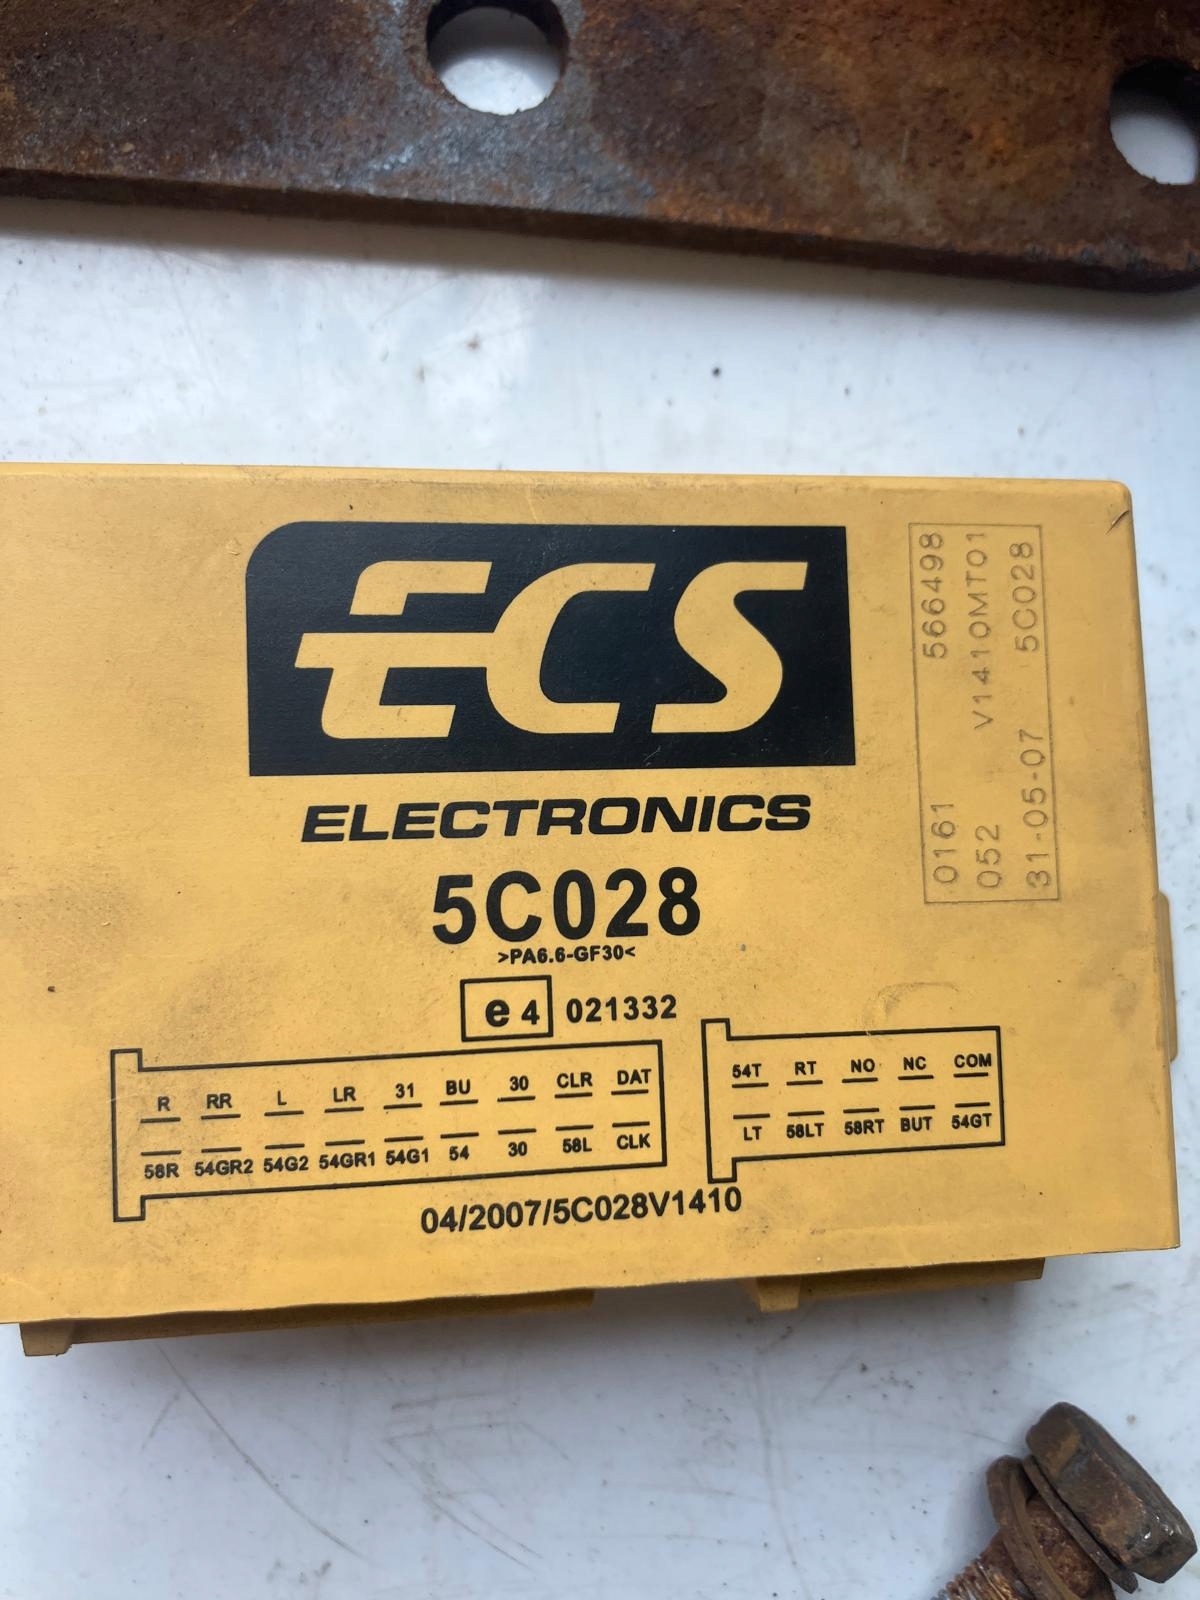 ECS
ELECTRONICS
5C028
>PA6.6-GF30<
e4 021332
R RR L LR 31 BU 30 CLR DAT
58R 54GR2 54G2 54GR1 54G1 54 30 58L CLK
54T RT NO NC COM
LT 58LT 58RT BUT 54GT
04/2007/5C028V1410
0161 566498
052 V1410MT01
31-05-07 5C028